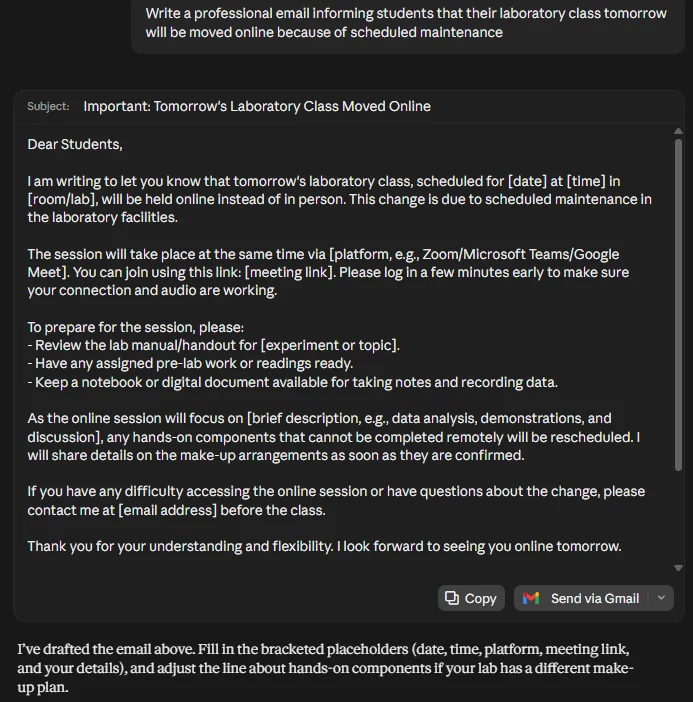 Write a professional email informing students that their laboratory class tomorrow
will be moved online because of scheduled maintenance
Subject: Important: Tomorrow's Laboratory Class Moved Online
Dear Students,
I am writing to let you know that tomorrow's laboratory class, scheduled for [date] at [time] in
[room/lab], will be held online instead of in person. This change is due to scheduled maintenance in
the laboratory facilities.
The session will take place at the same time via [platform, e.g., Zoom/Microsoft Teams/Google
Meet]. You can join using this link: [meeting link]. Please log in a few minutes early to make sure
your connection and audio are working.
To prepare for the session, please:
- Review the lab manual/handout for [experiment or topic].
- Have any assigned pre-lab work or readings ready.
- Keep a notebook or digital document available for taking notes and recording data.
As the online session will focus on [brief description, e.g., data analysis, demonstrations, and
discussion], any hands-on components that cannot be completed remotely will be rescheduled. I
will share details on the make-up arrangements as soon as they are confirmed.
If you have any difficulty accessing the online session or have questions about the change, please
contact me at [email address] before the class.
Thank you for your understanding and flexibility. I look forward to seeing you online tomorrow.
Copy Send via Gmail
I've drafted the email above. Fill in the bracketed placeholders (date, time, platform, meeting link,
and your details), and adjust the line about hands-on components if your lab has a different make-
up plan.